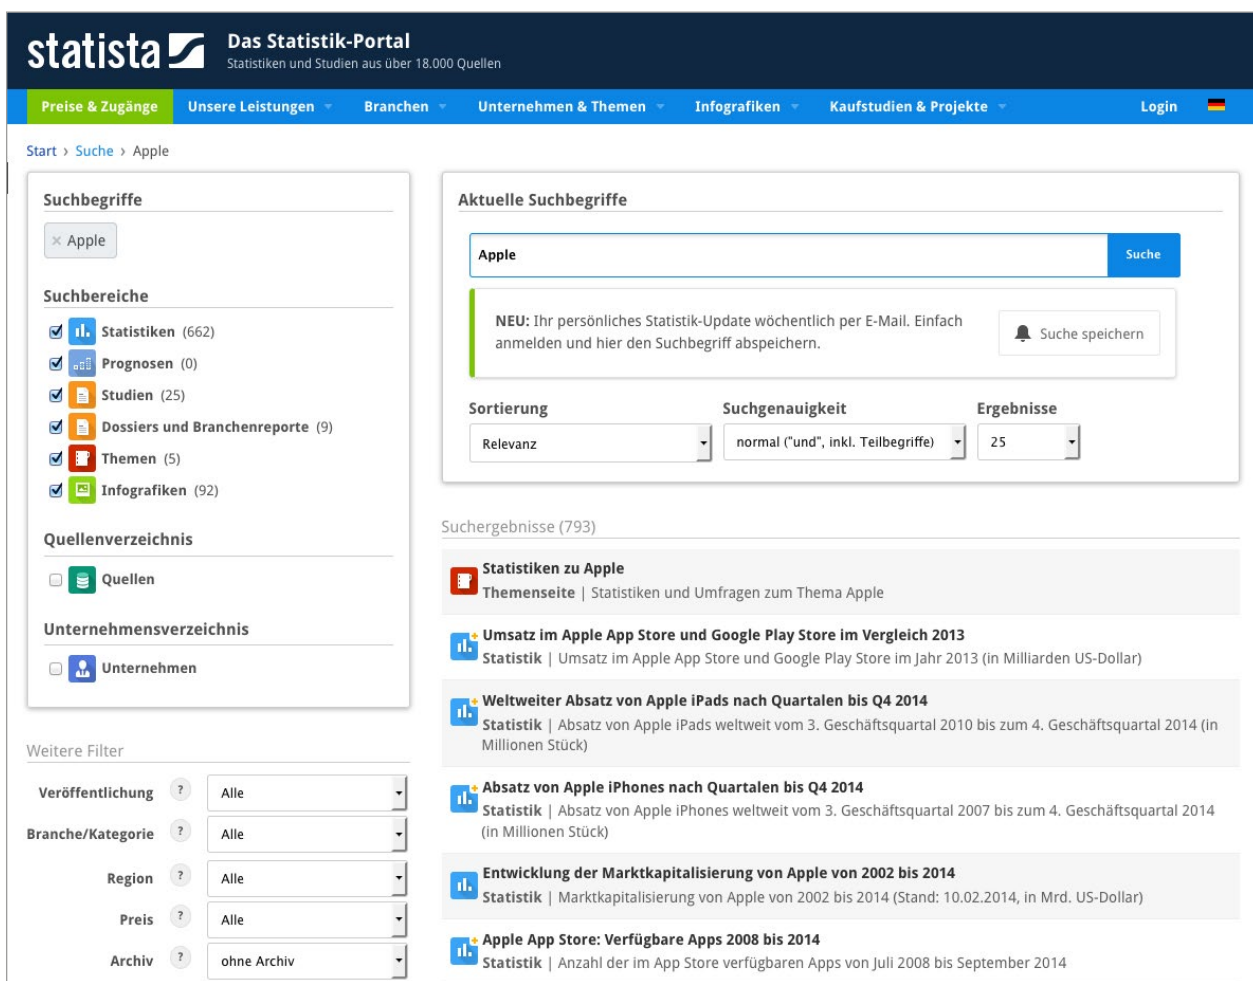 statista
Das Statistik-Portal
Statistiken und Studien aus über 18.000 Quellen
Preise & Zugänge Unsere Leistungen Branchen Unternehmen & Themen Infografiken Kaufstudien & Projekte Login
Start › Suche › Apple
Suchbegriffe
× Apple
Suchbereiche
Statistiken (662)
Prognosen (0)
Studien (25)
Dossiers und Branchenreporte (9)
Themen (5)
Infografiken (92)
Quellenverzeichnis
Quellen
Unternehmensverzeichnis
Unternehmen
Weitere Filter
Veröffentlichung ? Alle
Branche/Kategorie ? Alle
Region ? Alle
Preis ? Alle
Archiv ? ohne Archiv
Aktuelle Suchbegriffe
Apple Suche
NEU: Ihr persönliches Statistik-Update wöchentlich per E-Mail. Einfach
anmelden und hier den Suchbegriff abspeichern.
Suche speichern
Sortierung Suchgenauigkeit Ergebnisse
Relevanz normal ("und", inkl. Teilbegriffe) 25
Suchergebnisse (793)
Statistiken zu Apple
Themenseite | Statistiken und Umfragen zum Thema Apple
Umsatz im Apple App Store und Google Play Store im Vergleich 2013
Statistik | Umsatz im Apple App Store und Google Play Store im Jahr 2013 (in Milliarden US-Dollar)
Weltweiter Absatz von Apple iPads nach Quartalen bis Q4 2014
Statistik | Absatz von Apple iPads weltweit vom 3. Geschäftsquartal 2010 bis zum 4. Geschäftsquartal 2014 (in
Millionen Stück)
Absatz von Apple iPhones nach Quartalen bis Q4 2014
Statistik | Absatz von Apple iPhones weltweit vom 3. Geschäftsquartal 2007 bis zum 4. Geschäftsquartal 2014
(in Millionen Stück)
Entwicklung der Marktkapitalisierung von Apple von 2002 bis 2014
Statistik | Marktkapitalisierung von Apple von 2002 bis 2014 (Stand: 10.02.2014, in Mrd. US-Dollar)
Apple App Store: Verfügbare Apps 2008 bis 2014
Statistik | Anzahl der im App Store verfügbaren Apps von Juli 2008 bis September 2014